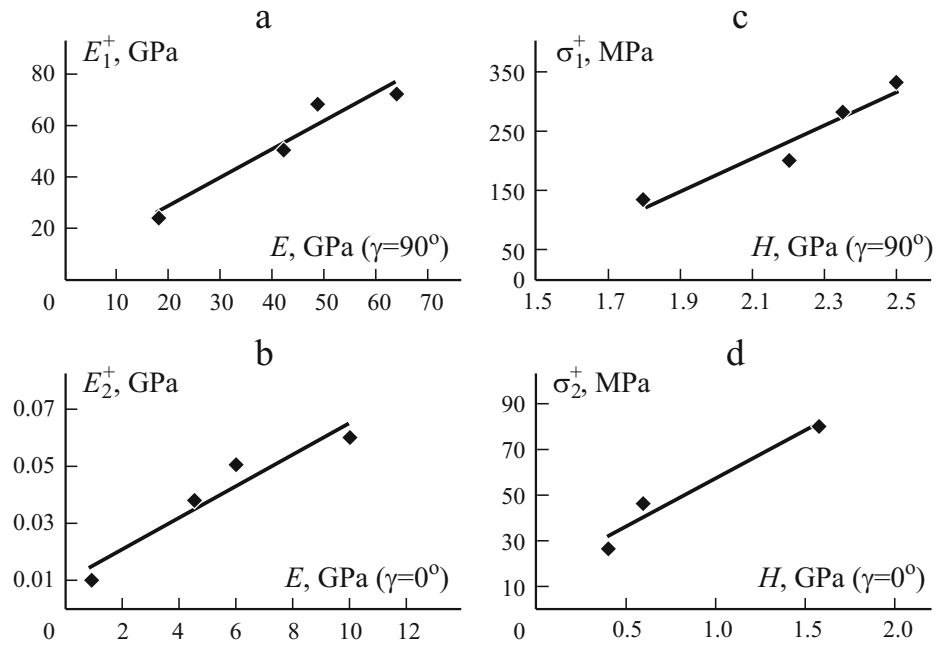 a
E₁⁺, GPa
80
60
40
20
0
10 20 30 40 50 60 70
E, GPa (γ=90°)
c
σ₁⁺, MPa
350
250
150
50
0
1.5 1.7 1.9 2.1 2.3 2.5
H, GPa (γ=90°)
b
E₂⁺, GPa
0.07
0.05
0.03
0.01
0
2 4 6 8 10 12
E, GPa (γ=0°)
d
σ₂⁺, MPa
90
70
50
30
10
0
0.5 1.0 1.5 2.0
H, GPa (γ=0°)